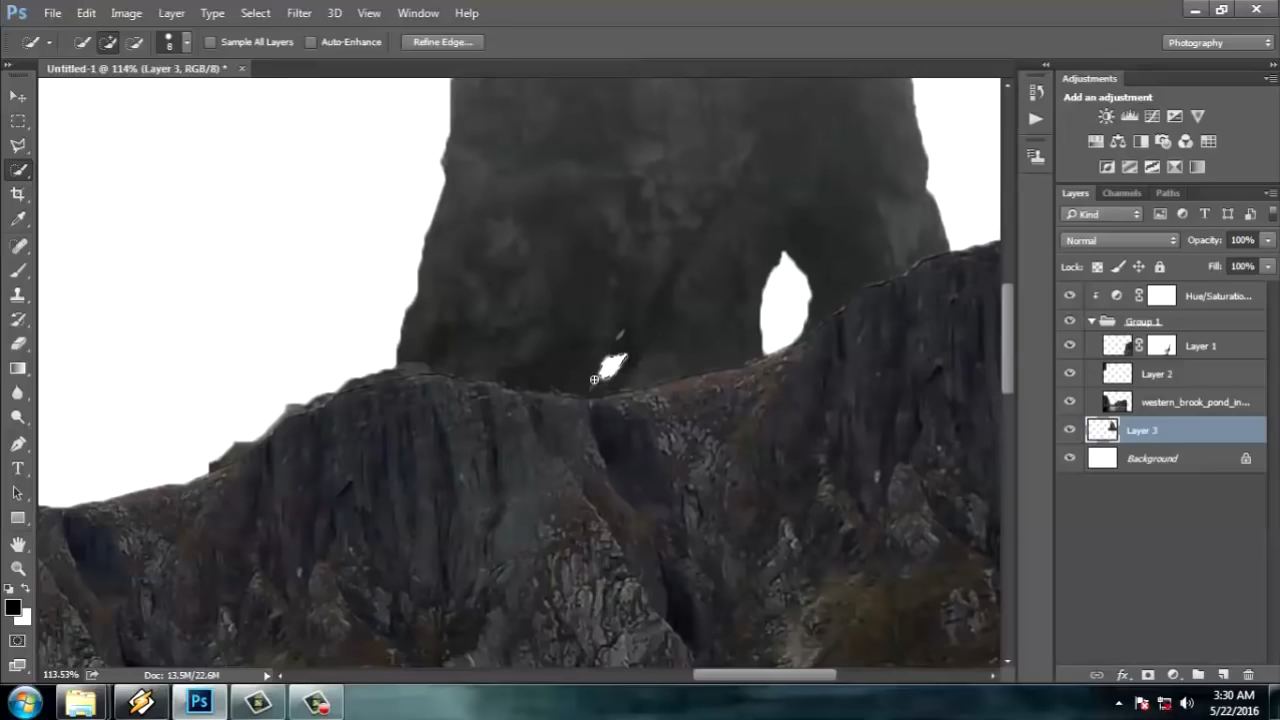 Ps File Edit Image Layer Type Select Filter 3D View Window Help
8 Sample All Layers Auto-Enhance Refine Edge... Photography
Untitled-1 @ 114% (Layer 3, RGB/8) * ×
Adjustments
Add an adjustment
Layers Channels Paths
Kind
Normal Opacity: 100%
Lock: Fill: 100%
Hue/Saturatio...
Group 1
Layer 1
Layer 2
western_brook_pond_in...
Layer 3
Background
113.53% Doc: 13.5M/22.6M
Ps
3:30 AM
5/22/2016